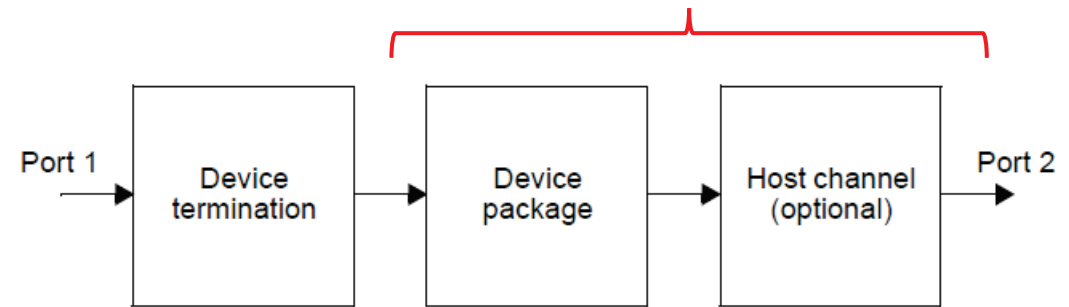 Port 1
Device
termination
Device
package
Host channel
(optional)
Port 2